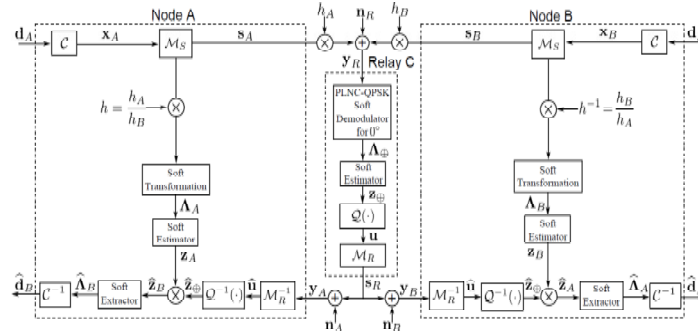 Node A
h_A
n_R
h_B
Node B
d_A
C
x_A
M_S
s_A
s_B
M_S
x_B
C
d
y_R
Relay C
h = h_A / h_B
PLNC-QPSK
Soft
Demodulator
for 0°
h^{-1} = h_B / h_A
Λ_⊕
Soft
Transformation
Soft
Estimator
Soft
Transformation
Λ_A
z_⊕
Λ_B
Soft
Estimator
Q(·)
Soft
Estimator
z_A
u
z_B
M_R
d̂_B
C^{-1}
Λ̂_B
Soft
Extractor
ẑ_B
ẑ_⊕
Q^{-1}(·)
û
M_R^{-1}
y_A
s_R
y_B
M_R^{-1}
û
Q^{-1}(·)
ẑ_⊕
ẑ_A
Soft
Extractor
Λ̂_A
C^{-1}
d̂
n_A
n_B